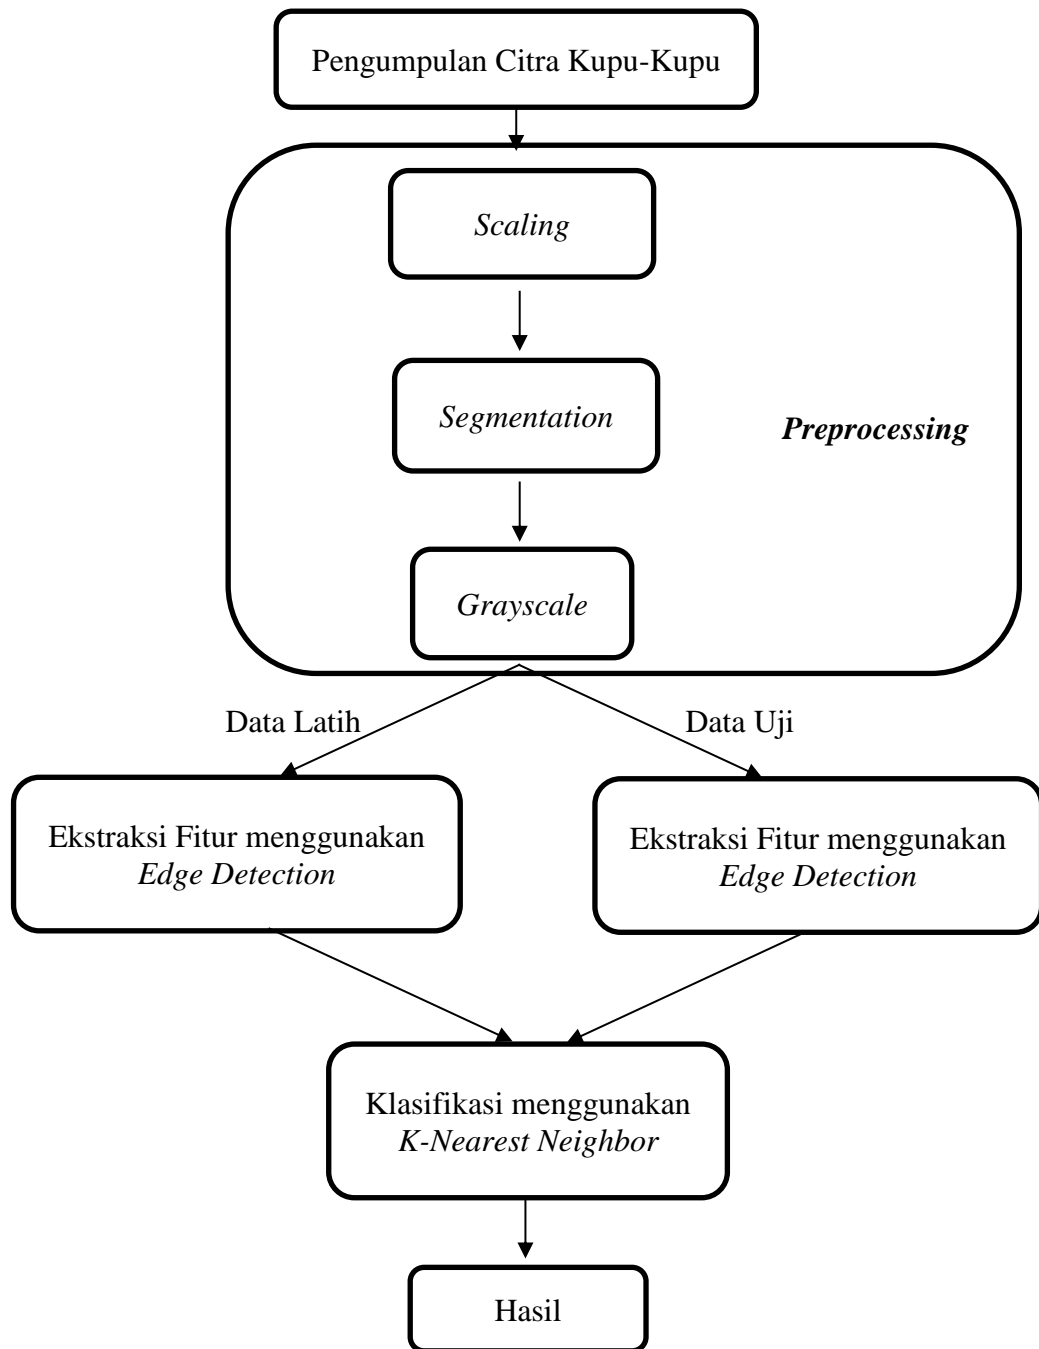 Pengumpulan Citra Kupu-Kupu
Scaling
Segmentation
Preprocessing
Grayscale
Data Latih
Data Uji
Ekstraksi Fitur menggunakan
Edge Detection
Ekstraksi Fitur menggunakan
Edge Detection
Klasifikasi menggunakan
K-Nearest Neighbor
Hasil